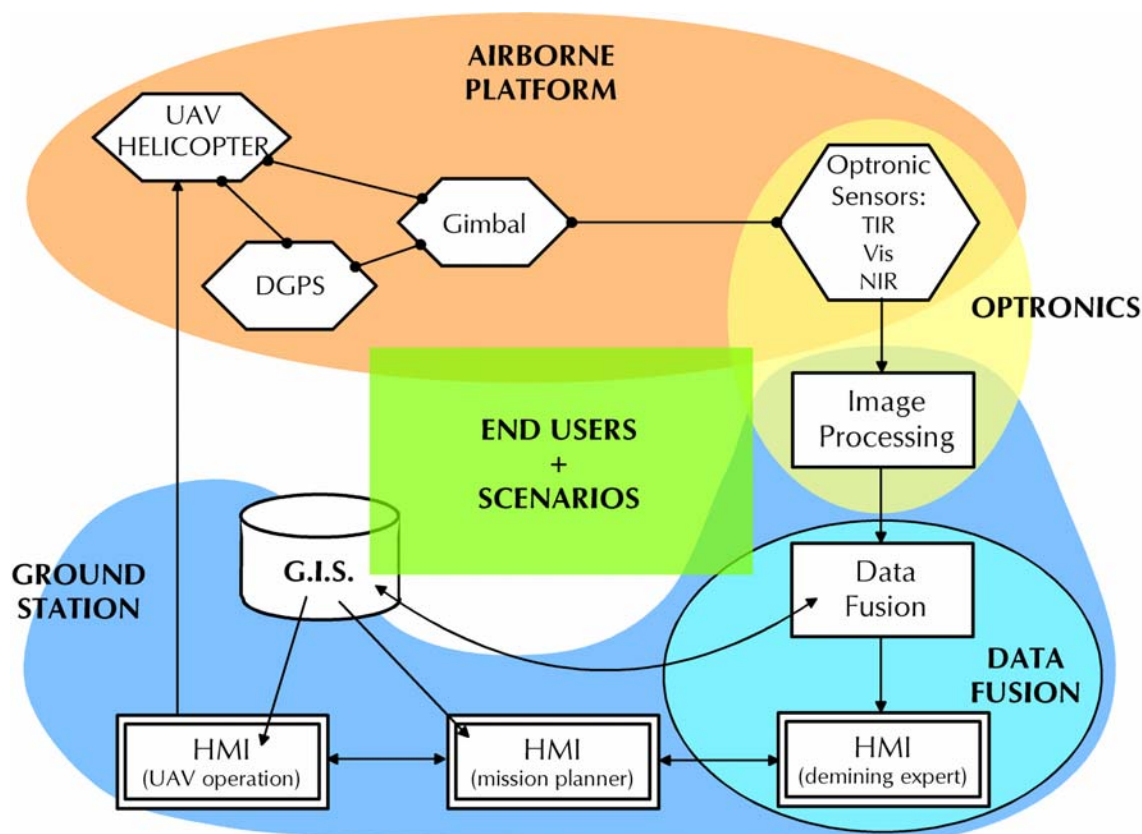 AIRBORNE
PLATFORM
UAV
HELICOPTER
Gimbal
DGPS
Optronic
Sensors:
TIR
Vis
NIR
OPTRONICS
Image
Processing
END USERS
+
SCENARIOS
GROUND
STATION
G.I.S.
Data
Fusion
DATA
FUSION
HMI
(UAV operation)
HMI
(mission planner)
HMI
(demining expert)